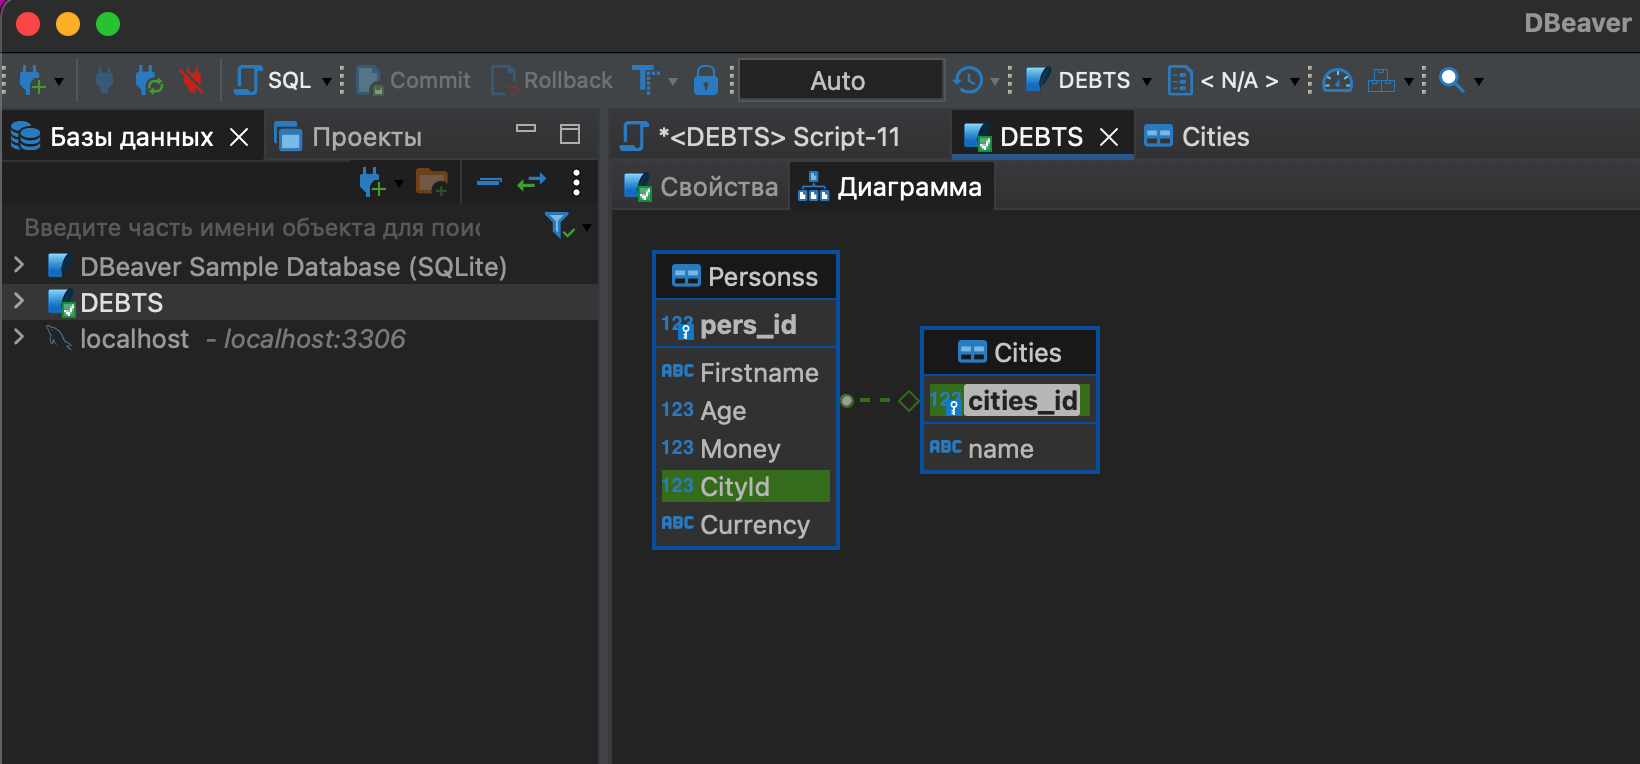 DBeaver
SQL Commit Rollback Auto DEBTS < N/A >
Базы данных Проекты
*<DEBTS> Script-11 DEBTS Cities
Свойства Диаграмма
Введите часть имени объекта для пои
DBeaver Sample Database (SQLite)
DEBTS
localhost - localhost:3306
Personss
123 pers_id
ABC Firstname
123 Age
123 Money
123 CityId
ABC Currency
Cities
123 cities_id
ABC name